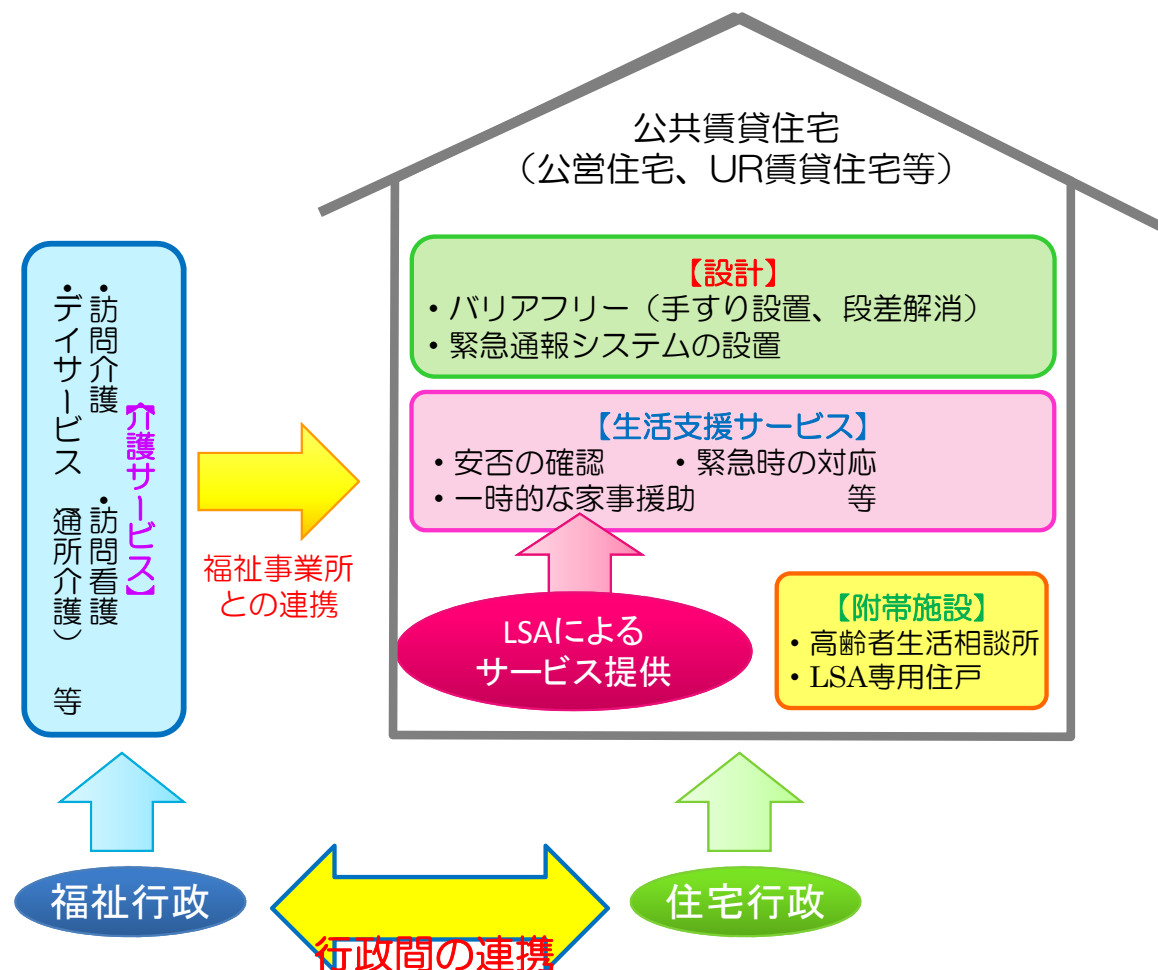 公共賃貸住宅
（公営住宅、UR賃貸住宅等）
【設計】
・バリアフリー（手すり設置、段差解消）
・緊急通報システムの設置
【生活支援サービス】
・安否の確認　　・緊急時の対応
・一時的な家事援助　　　　　等
LSAによる
サービス提供
【附帯施設】
・高齢者生活相談所
・LSA専用住戸
【介護サービス】
・訪問介護　　・訪問看護
・デイサービス（通所介護）　等
福祉事業所
との連携
福祉行政
行政間の連携
住宅行政